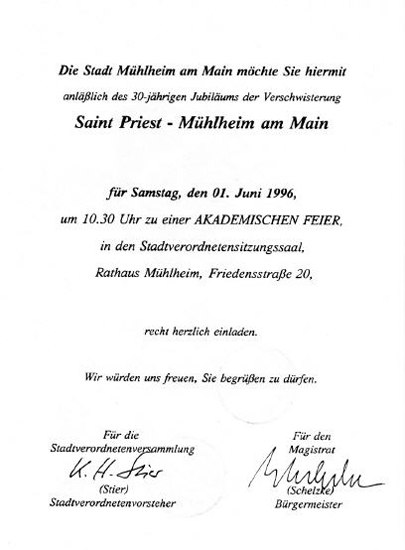 Die Stadt Mühlheim am Main möchte Sie hiermit
anläßlich des 30-jährigen Jubiläums der Verschwisterung
Saint Priest - Mühlheim am Main
für Samstag, den 01. Juni 1996,
um 10.30 Uhr zu einer AKADEMISCHEN FEIER,
in den Stadtverordnetensitzungssaal,
Rathaus Mühlheim, Friedensstraße 20,
recht herzlich einladen.
Wir würden uns freuen, Sie begrüßen zu dürfen.
Für die
Stadtverordnetenversammlung
K. H. Stier
(Stier)
Stadtverordnetenvorsteher
Für den
Magistrat
(Schelzke)
Bürgermeister